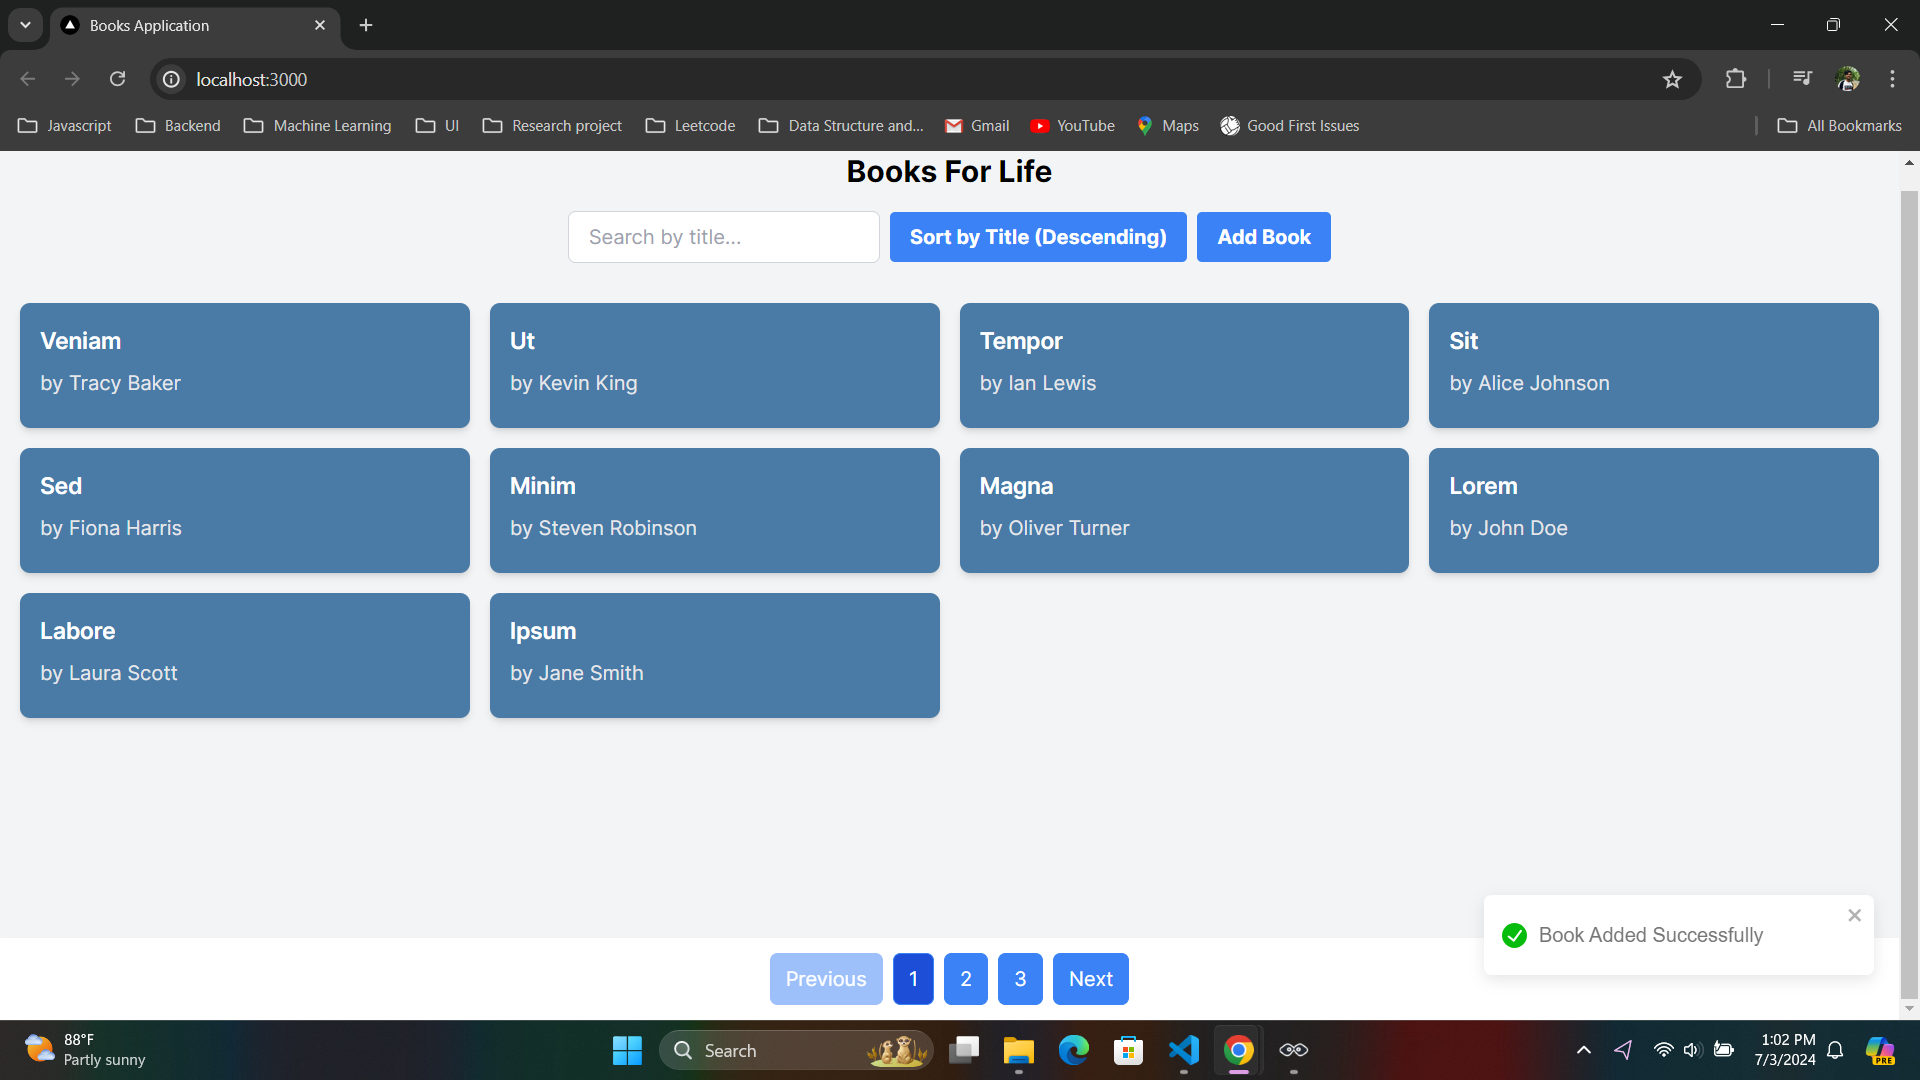 Books Application
localhost:3000
Javascript Backend Machine Learning UI Research project Leetcode Data Structure and... Gmail YouTube Maps Good First Issues All Bookmarks
Books For Life
Search by title... Sort by Title (Descending) Add Book
Veniam Ut Tempor Sit
by Tracy Baker by Kevin King by Ian Lewis by Alice Johnson
Sed Minim Magna Lorem
by Fiona Harris by Steven Robinson by Oliver Turner by John Doe
Labore Ipsum
by Laura Scott by Jane Smith
Book Added Successfully
Previous 1 2 3 Next
88°F
Partly sunny
Search
1:02 PM
7/3/2024
PRE